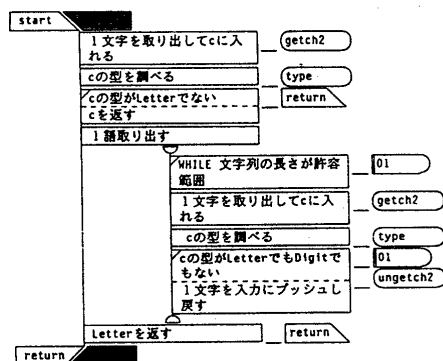 start
1文字を取り出してcに入
れる
getch2
cの型を調べる
type
cの型がLetterでない
return
cを返す
1語取り出す
WHILE 文字列の長さが許容
範囲
01
1文字を取り出してcに入
れる
getch2
cの型を調べる
type
cの型がLetterでもDigitで
もない
01
ungetch2
1文字を入力にプッシュし
戻す
Letterを返す
return
return